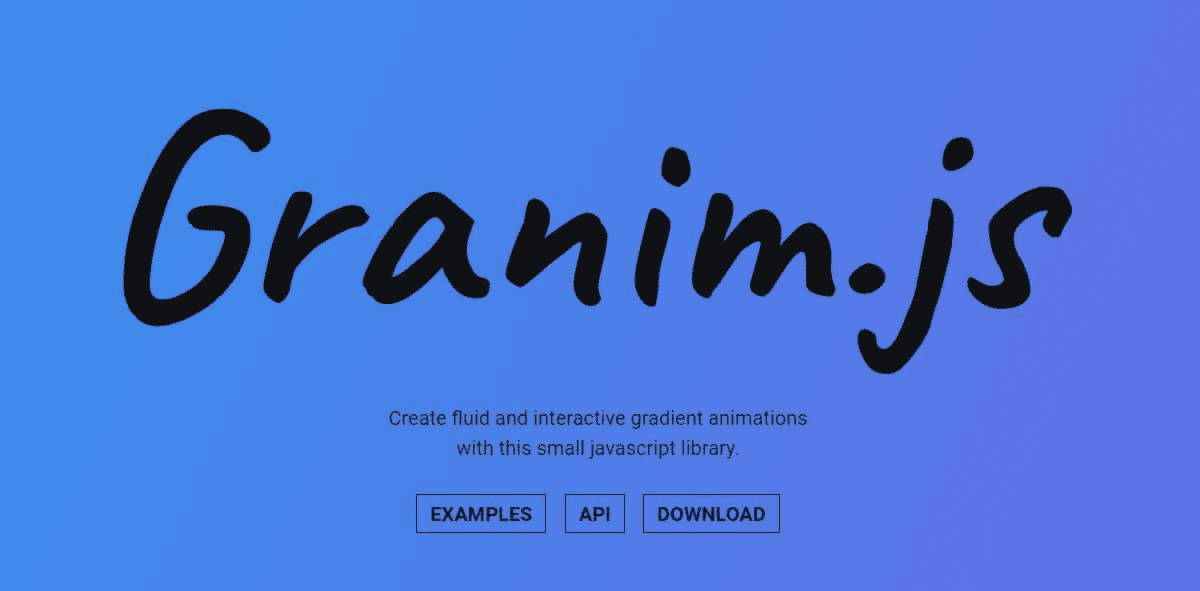 Granim.js
Create fluid and interactive gradient animations
with this small javascript library.
EXAMPLES API DOWNLOAD